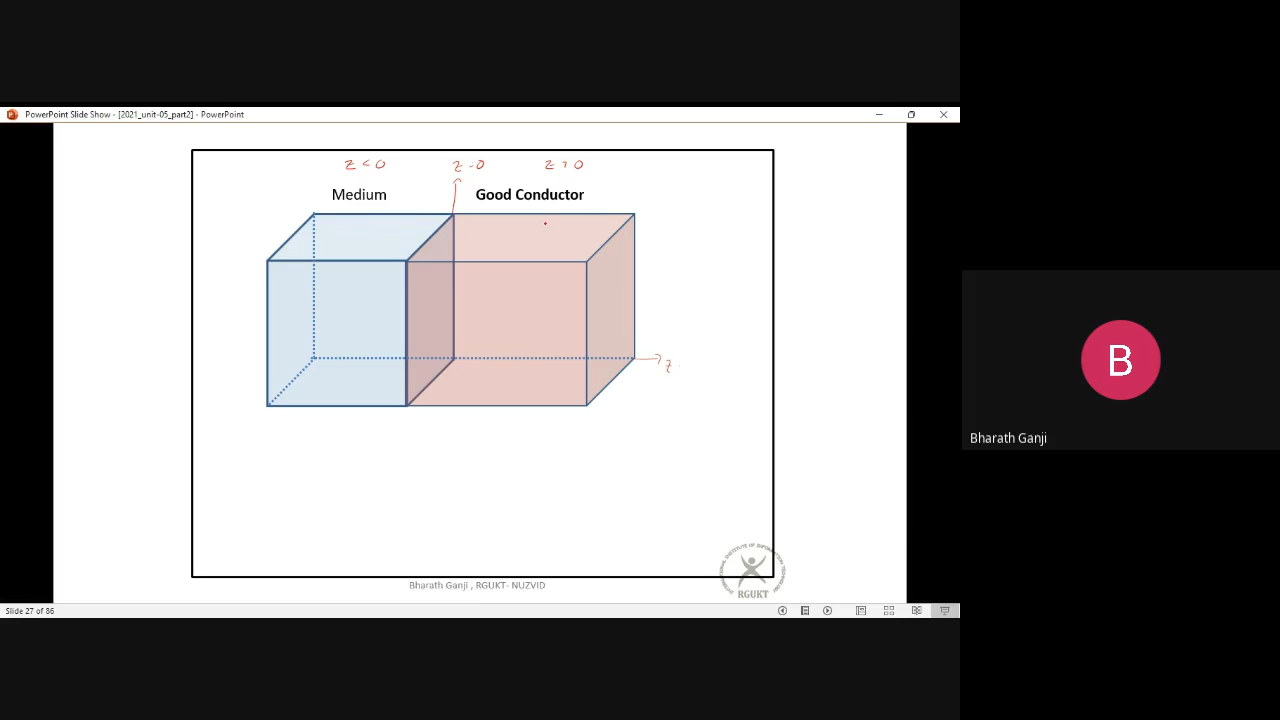 PowerPoint Slide Show - [2021_unit-05_part2] - PowerPoint
z < 0 z = 0 z > 0
Medium Good Conductor
z
B
Bharath Ganji
RGUKT
Bharath Ganji , RGUKT- NUZVID
Slide 27 of 86